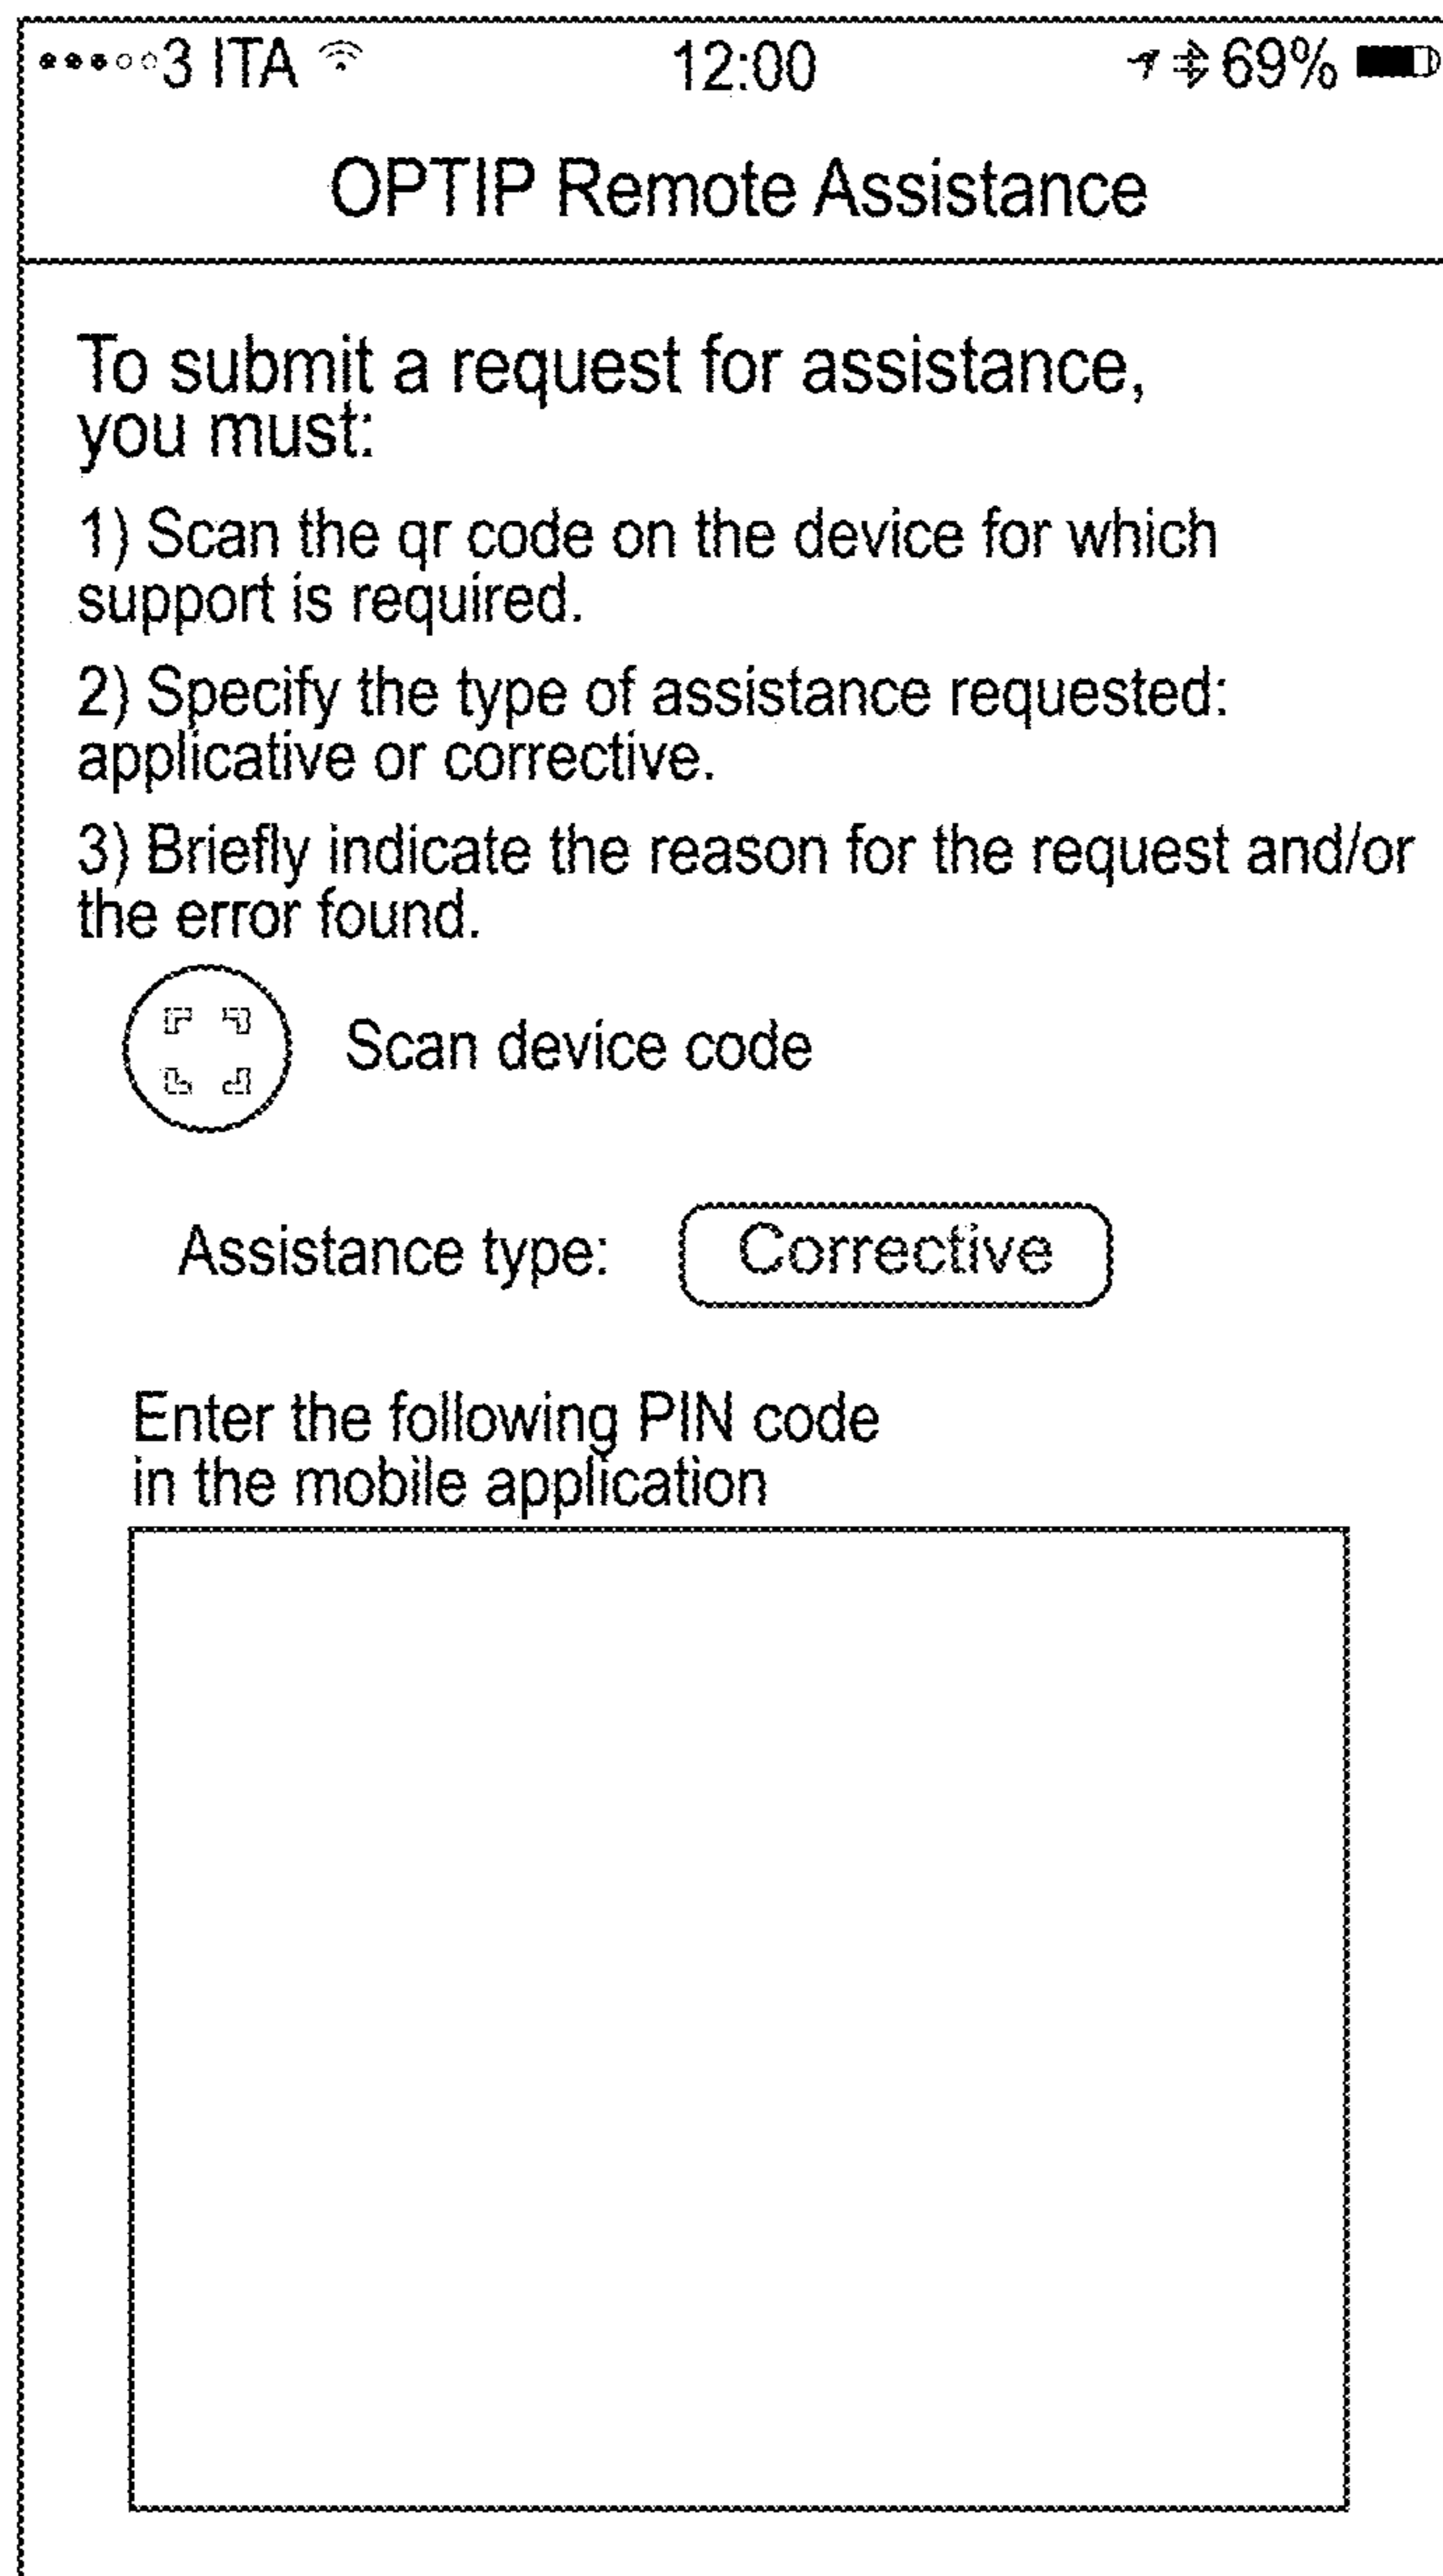 3 ITA 12:00 69%
OPTIP Remote Assistance
To submit a request for assistance,
you must:
1) Scan the qr code on the device for which
support is required.
2) Specify the type of assistance requested:
applicative or corrective.
3) Briefly indicate the reason for the request and/or
the error found.
Scan device code
Assistance type: Corrective
Enter the following PIN code
in the mobile application